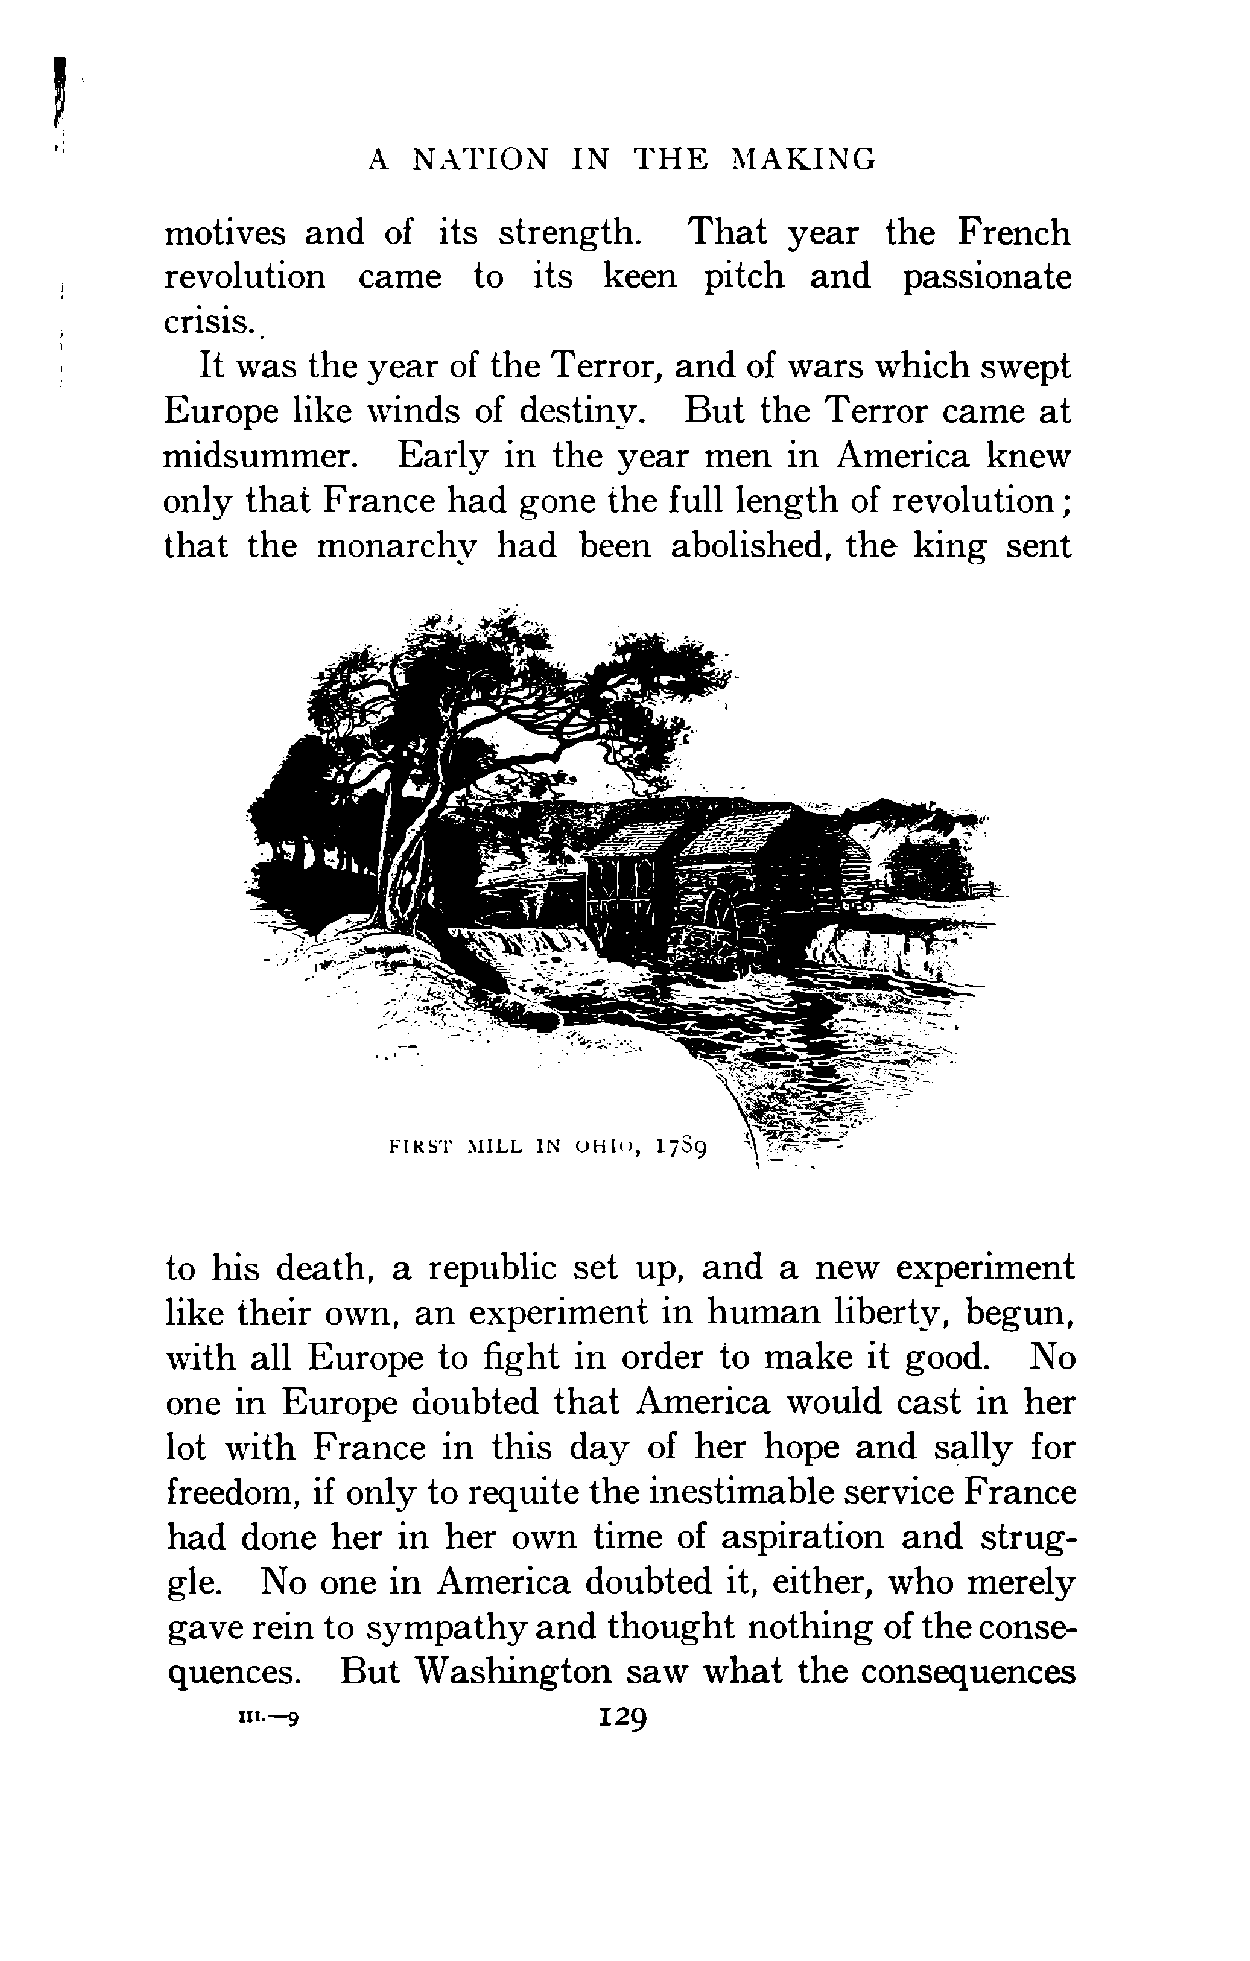 A NATION IN THE MAKING
motives and of its strength. That year the French
revolution came to its keen pitch and passionate
crisis.
It was the year of the Terror, and of wars which swept
Europe like winds of destiny. But the Terror came at
midsummer. Early in the year men in America knew
only that France had gone the full length of revolution;
that the monarchy had been abolished, the king sent
FIRST MILL IN OHIO, 1789
to his death, a republic set up, and a new experiment
like their own, an experiment in human liberty, begun,
with all Europe to fight in order to make it good. No
one in Europe doubted that America would cast in her
lot with France in this day of her hope and sally for
freedom, if only to requite the inestimable service France
had done her in her own time of aspiration and strug-
gle. No one in America doubted it, either, who merely
gave rein to sympathy and thought nothing of the conse-
quences. But Washington saw what the consequences
III.—9 129